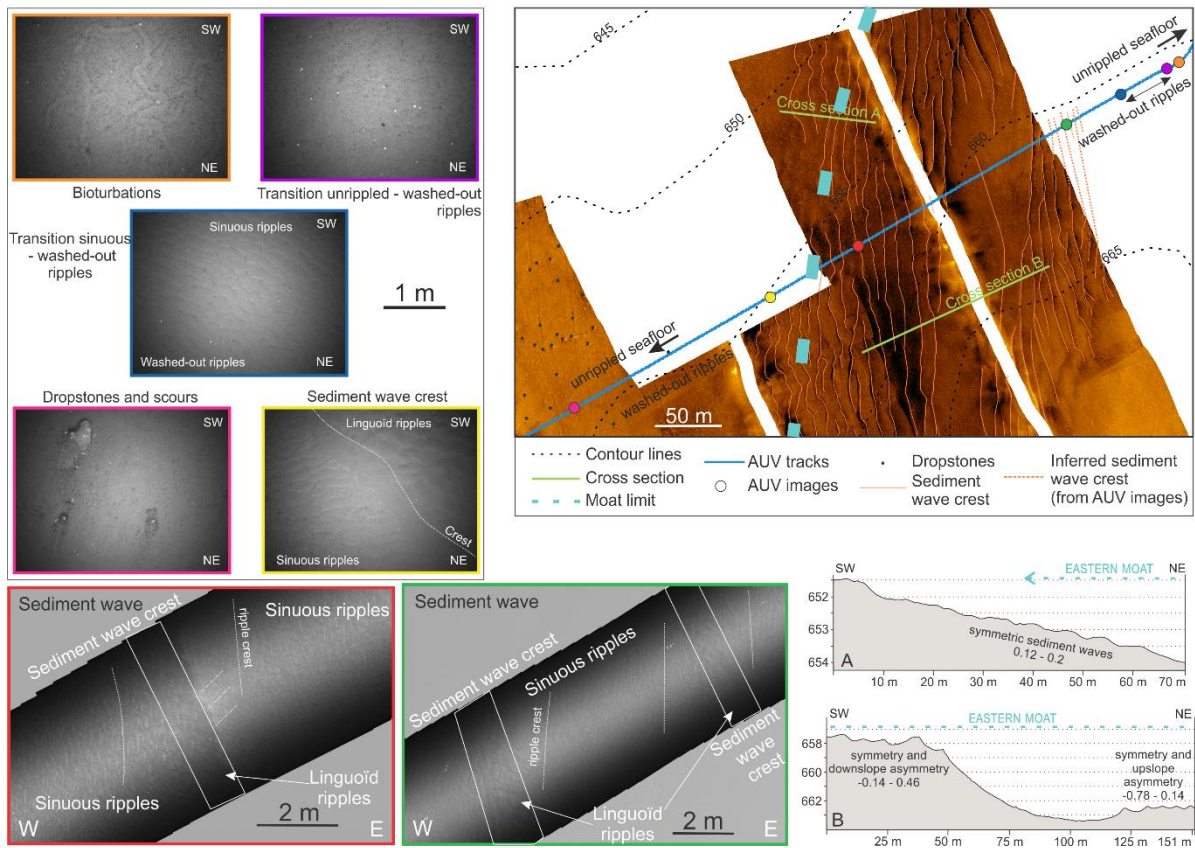 SW
NE
Bioturbations
SW
NE
Transition unrippled - washed-out
ripples
Transition sinuous
- washed-out
ripples
Sinuous ripples
SW
Washed-out ripples
NE
1 m
Dropstones and scours
SW
NE
Sediment wave crest
Linguoïd ripples
SW
Crest
Sinuous ripples
NE
645
650
660
665
Cross section A
Cross section B
unrippled seafloor
washed-out ripples
unrippled seafloor
washed-out ripples
50 m
Contour lines
Cross section
Moat limit
AUV tracks
AUV images
Dropstones
Sediment
wave crest
Inferred sediment
wave crest
(from AUV images)
Sediment wave
Sediment wave crest
ripple crest
Sinuous ripples
Sinuous ripples
Linguoïd
ripples
W
2 m
E
Sediment wave
Sediment wave crest
Sinuous ripples
ripple crest
Sediment
wave
crest
Linguoïd
ripples
W
2 m
E
SW
EASTERN MOAT
NE
652
653
654
symmetric sediment waves
0.12 - 0.2
A
10 m
20 m
30 m
40 m
50 m
60 m
70 m
SW
EASTERN MOAT
NE
658
660
662
symmetry and
downslope asymmetry
-0.14 - 0.46
symmetry and
upslope
asymmetry
-0.78 - 0.14
B
25 m
50 m
75 m
100 m
125 m
151 m